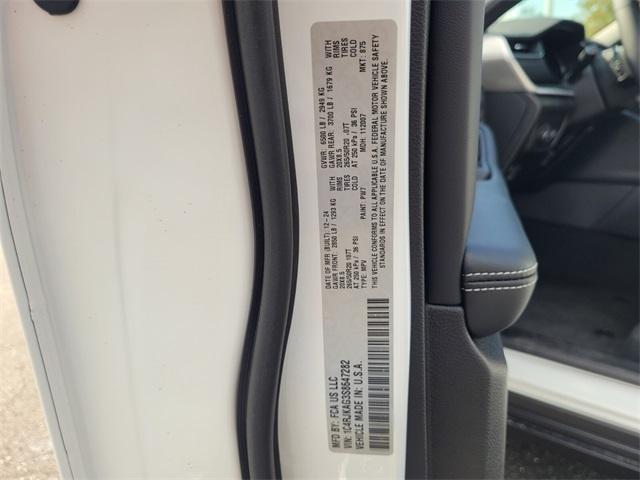 MFD BY: FCA US LLC
VIN: 1C4RJKAG3S8647282
VEHICLE MADE IN: U.S.A.
DATE OF MFR (BUILT): 12-24 GVWR: 6500 LB / 2949 KG
GAWR FRONT: 2850 LB / 1293 KG WITH GAWR REAR: 3700 LB / 1679 KG WITH
20X8.5 RIMS 20X8.5 RIMS
265/50R20 107T TIRES 265/50R20 107T TIRES
AT 250 kPa / 36 PSI COLD AT 250 kPa / 36 PSI COLD
TYPE: MPV PAINT: PW7 MDH: 112007 MKT: 875
THIS VEHICLE CONFORMS TO ALL APPLICABLE U.S.A. FEDERAL MOTOR VEHICLE SAFETY
STANDARDS IN EFFECT ON THE DATE OF MANUFACTURE SHOWN ABOVE.